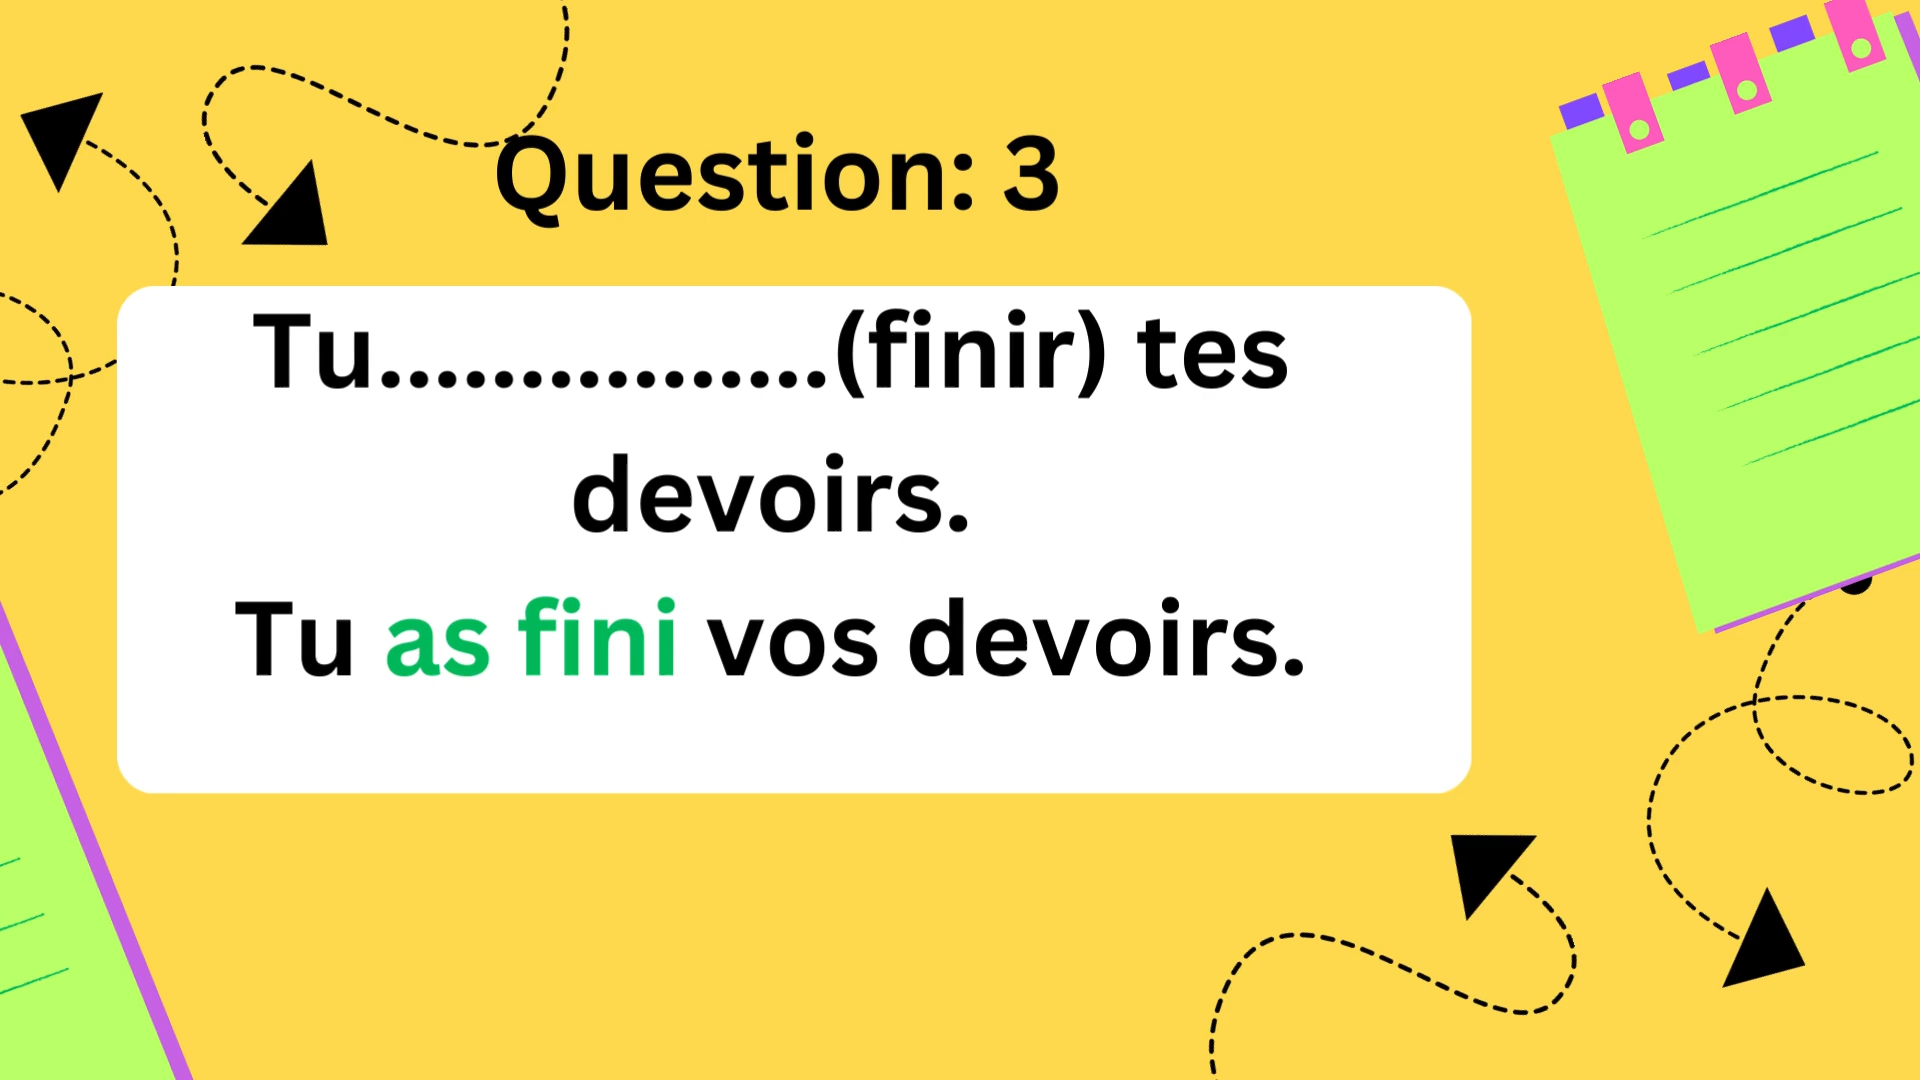 Question: 3
Tu................(finir) tes
devoirs.
Tu as fini vos devoirs.